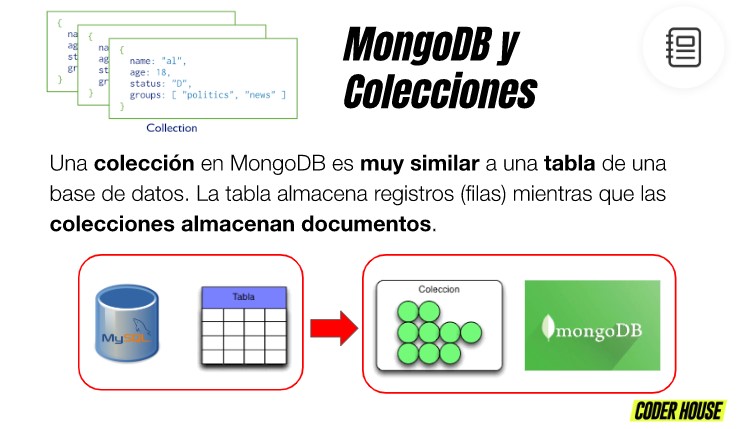 {
na
ag
st
gr
{
na
ag
st
gr
}
{
name: "al",
age: 18,
status: "D",
groups: [ "politics", "news" ]
}
Collection
MongoDB y
Colecciones
Una colección en MongoDB es muy similar a una tabla de una
base de datos. La tabla almacena registros (filas) mientras que las
colecciones almacenan documentos.
MySQL
Tabla
Coleccion
mongoDB
CODER HOUSE